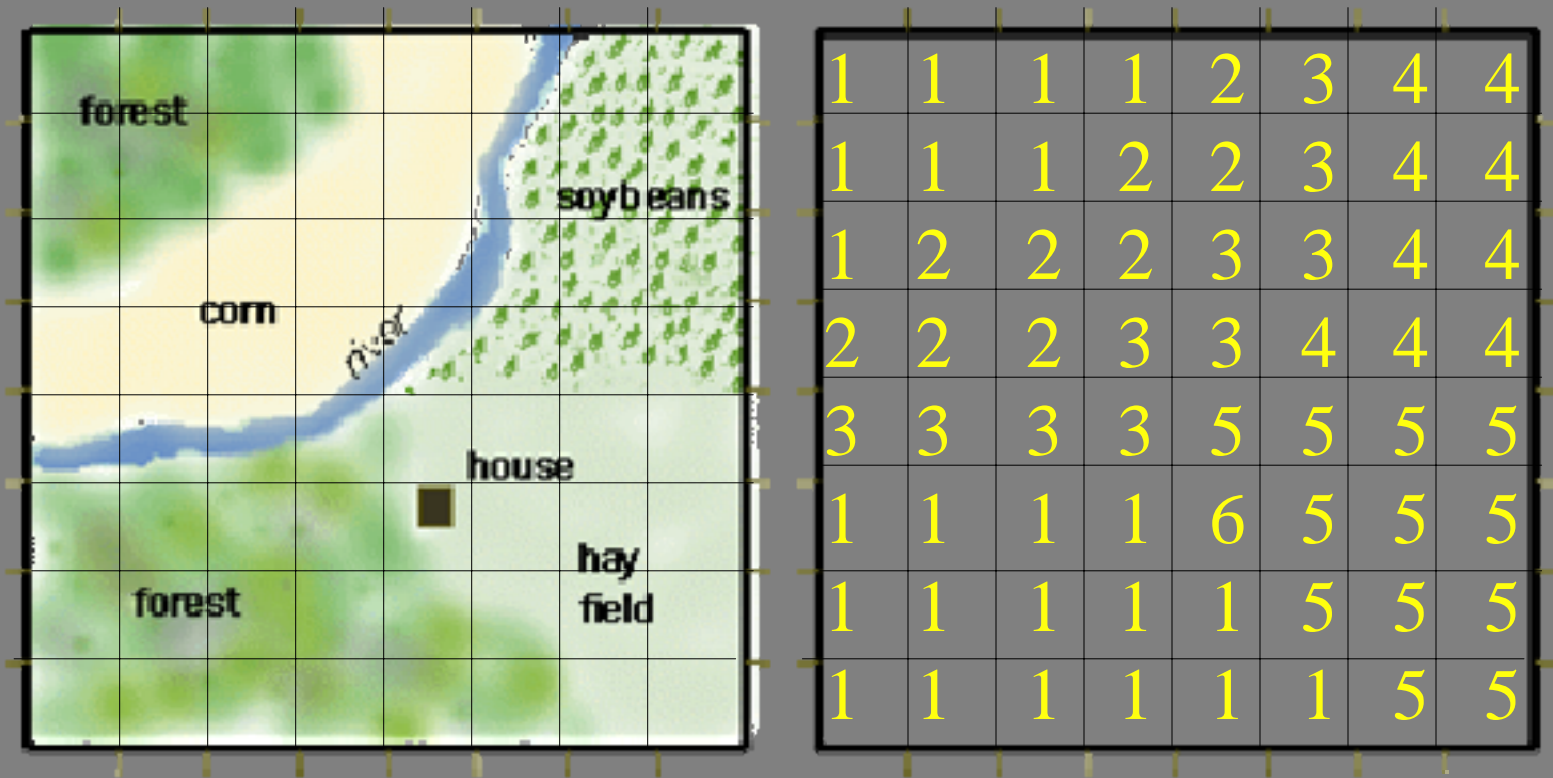 forest
soybeans
corn
river
house
hay
field
forest
1 1 1 1 2 3 4 4
1 1 1 2 2 3 4 4
1 2 2 2 3 3 4 4
2 2 2 3 3 4 4 4
3 3 3 3 5 5 5 5
1 1 1 1 6 5 5 5
1 1 1 1 1 5 5 5
1 1 1 1 1 1 5 5